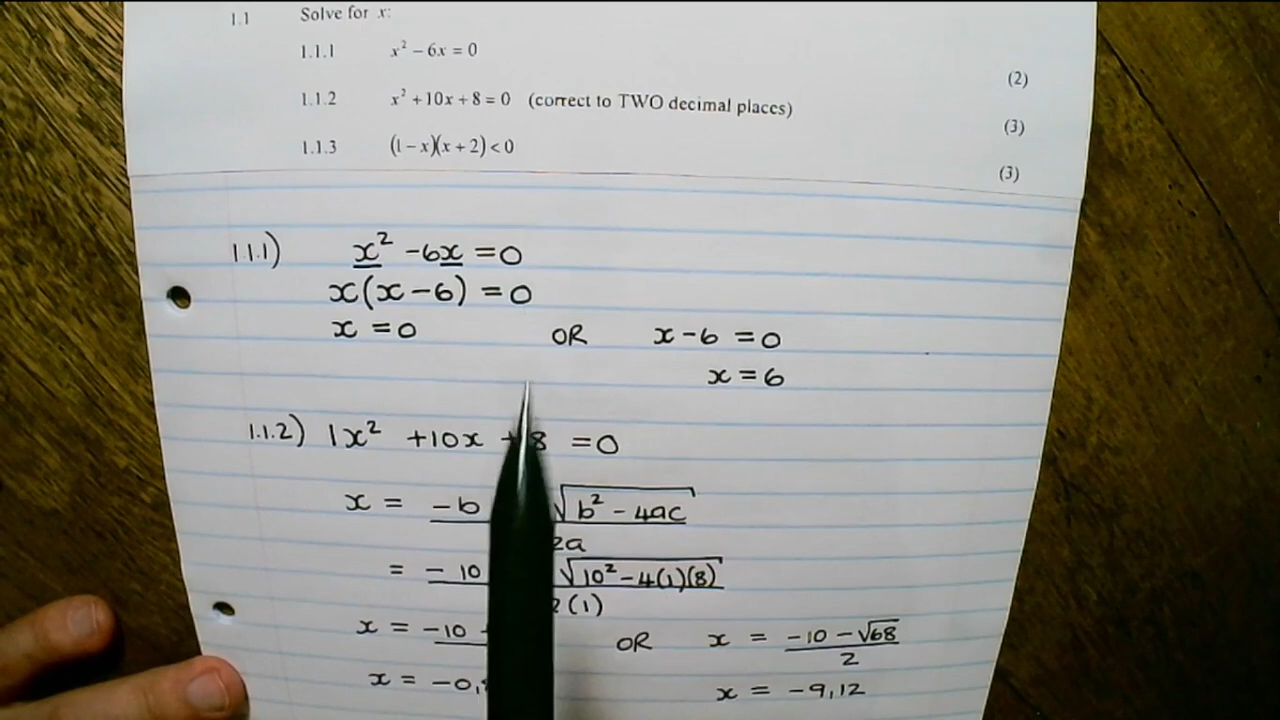 1.1 Solve for x:
1.1.1 x² – 6x = 0
(2)
1.1.2 x² + 10x + 8 = 0 (correct to TWO decimal places)
(3)
1.1.3 (1 – x)(x + 2) < 0
(3)
1.1.1) x² – 6x = 0
x(x – 6) = 0
x = 0 OR x – 6 = 0
x = 6
1.1.2) 1x² + 10x + 8 = 0
x = –b √b² – 4ac
2a
= – 10 √10² – 4(1)(8)
2(1)
x = –10 OR x = –10 – √68
2
x = –0, x = –9,12